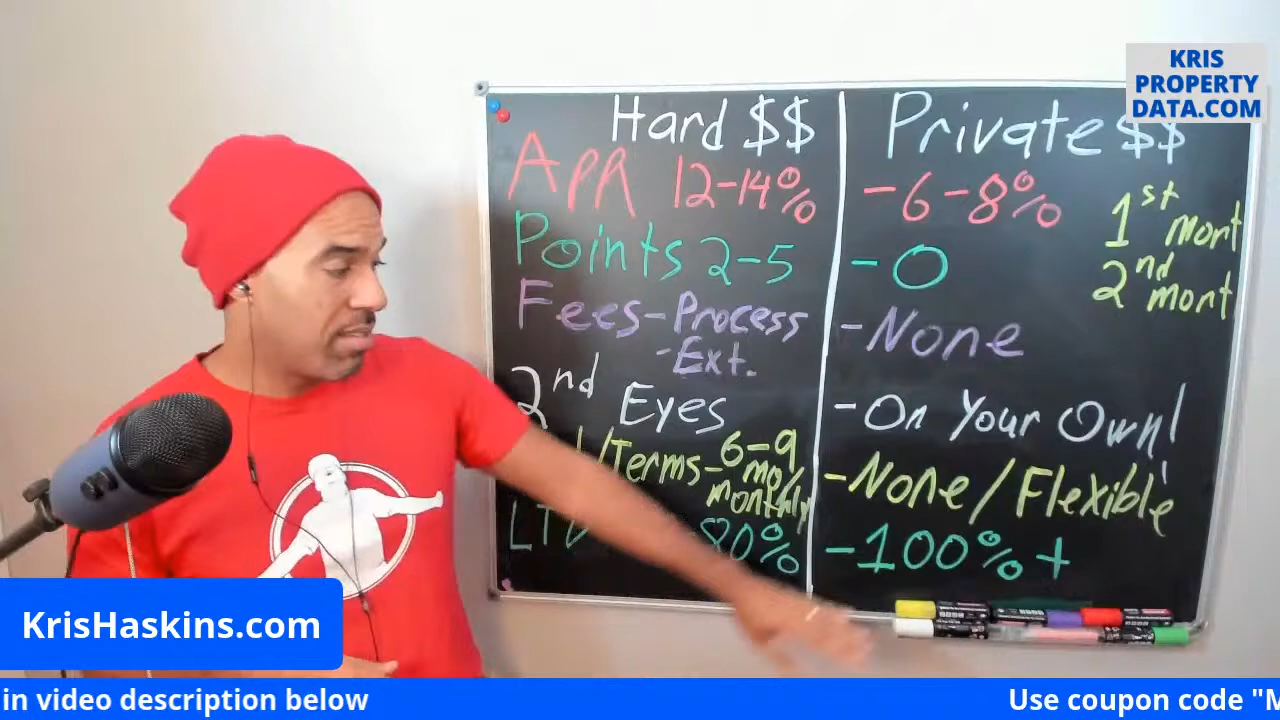 KRIS
PROPERTY
DATA.COM
Hard $$
Private $$
APR 12-14%
-6-8%
1st mort
2nd mort
Points 2-5
-0
Fees-Process
-Ext.
-None
2nd Eyes
-On Your Own!
/Terms-6-9
mo/
monthly
-None/Flexible
80%
-100%+
KrisHaskins.com
in video description below
Use coupon code "M